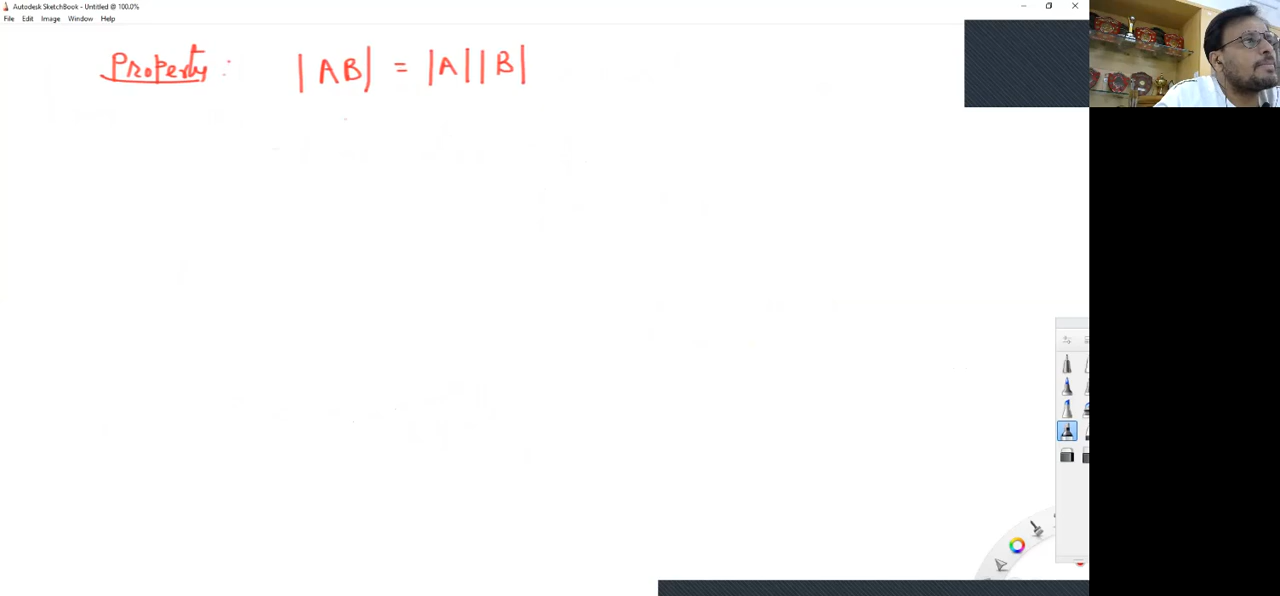 Autodesk SketchBook - Untitled @ 100.0%
File Edit Image Window Help
Property : |AB| = |A||B|